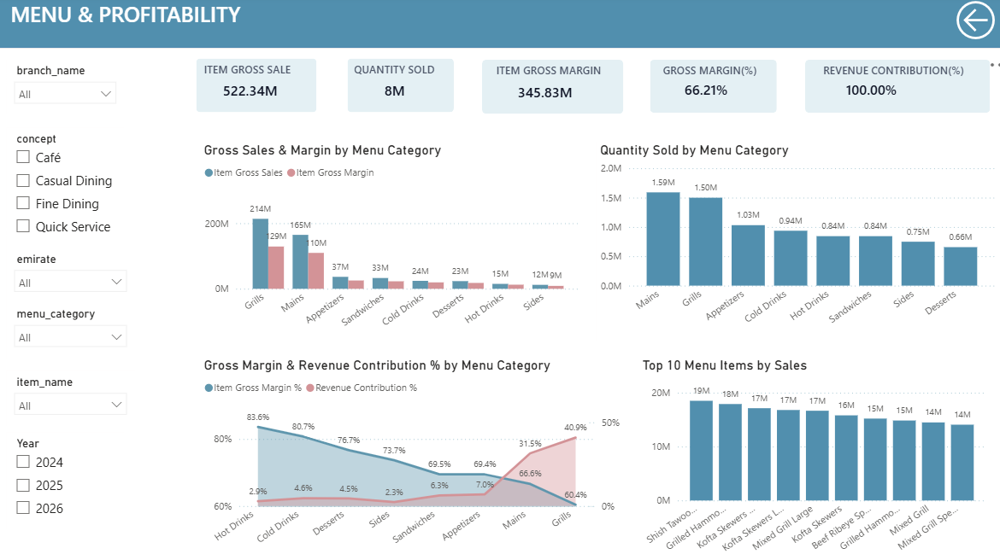 MENU & PROFITABILITY
branch_name
All
concept
Café
Casual Dining
Fine Dining
Quick Service
emirate
All
menu_category
All
item_name
All
Year
2024
2025
2026
ITEM GROSS SALE
522.34M
QUANTITY SOLD
8M
ITEM GROSS MARGIN
345.83M
GROSS MARGIN(%)
66.21%
REVENUE CONTRIBUTION(%)
100.00%
Gross Sales & Margin by Menu Category
Item Gross Sales Item Gross Margin
200M
0M
214M
129M
165M
110M
37M
33M
24M
23M
15M
12M
9M
Grills
Mains
Appetizers
Sandwiches
Cold Drinks
Desserts
Hot Drinks
Sides
Quantity Sold by Menu Category
2.0M
1.5M
1.0M
0.5M
0.0M
1.59M
1.50M
1.03M
0.94M
0.84M
0.84M
0.75M
0.66M
Mains
Grills
Appetizers
Cold Drinks
Hot Drinks
Sandwiches
Sides
Desserts
Gross Margin & Revenue Contribution % by Menu Category
Item Gross Margin % Revenue Contribution %
80%
60%
50%
0%
83.6%
80.7%
76.7%
73.7%
69.5%
69.4%
66.6%
60.4%
2.9%
4.6%
4.5%
2.3%
6.3%
7.0%
31.5%
40.9%
Hot Drinks
Cold Drinks
Desserts
Sides
Sandwiches
Appetizers
Mains
Grills
Top 10 Menu Items by Sales
20M
10M
0M
19M
18M
17M
17M
17M
16M
15M
15M
14M
14M
Shish Tawoo...
Grilled Hammo...
Kofta Skewers ...
Kofta Skewers L...
Mixed Grill Large
Kofta Skewers
Beef Ribeye Sp...
Grilled Hammo...
Mixed Grill
Mixed Grill Spe...